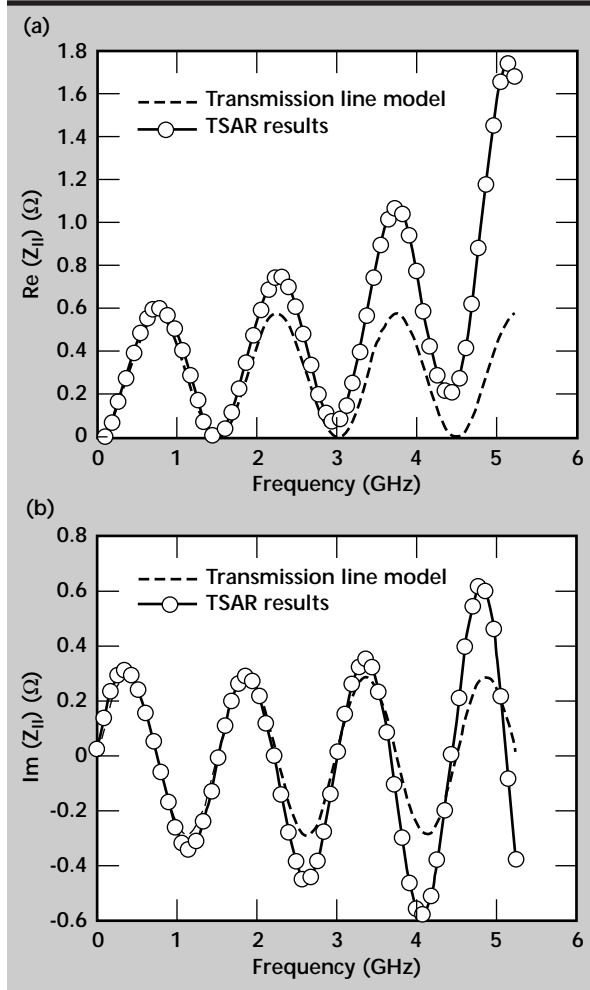 (a)
1.8
1.6
1.4
1.2
1.0
0.8
0.6
0.4
0.2
0
Re (Z_II) (Ω)
Transmission line model
TSAR results
0 1 2 3 4 5 6
Frequency (GHz)
(b)
0.8
0.6
0.4
0.2
0
-0.2
-0.4
-0.6
Im (Z_II) (Ω)
Transmission line model
TSAR results
0 1 2 3 4 5 6
Frequency (GHz)